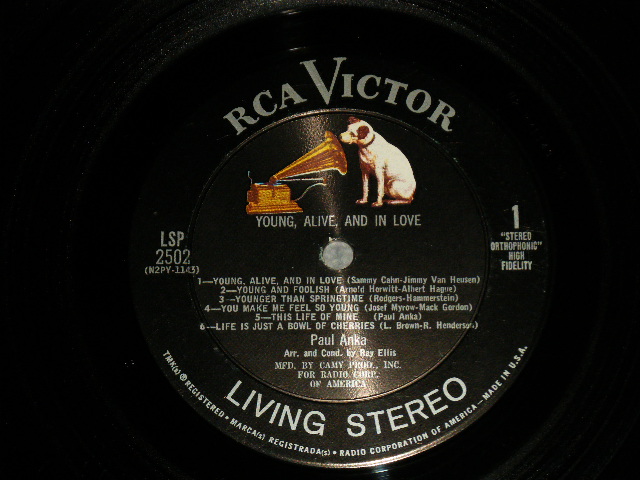 RCA VICTOR
YOUNG, ALIVE, AND IN LOVE
LSP
2502
(N2PY-1143)
1
"STEREO
ORTHOPHONIC"
HIGH
FIDELITY
1—YOUNG, ALIVE, AND IN LOVE (Sammy Cahn-Jimmy Van Heusen)
2—YOUNG AND FOOLISH (Arnold Horwitt-Albert Hague)
3—YOUNGER THAN SPRINGTIME (Rodgers-Hammerstein)
4—YOU MAKE ME FEEL SO YOUNG (Josef Myrow-Mack Gordon)
5—THIS LIFE OF MINE (Paul Anka)
6—LIFE IS JUST A BOWL OF CHERRIES (L. Brown-R. Henderson)
Paul Anka
Arr. and Cond. by Ray Ellis
MFD. BY CAMY PROD., INC.
FOR RADIO CORP.
OF AMERICA
LIVING STEREO
TMK(s) ® REGISTERED • MARCA(s) REGISTRADA(s) • RADIO CORPORATION OF AMERICA—MADE IN U.S.A.